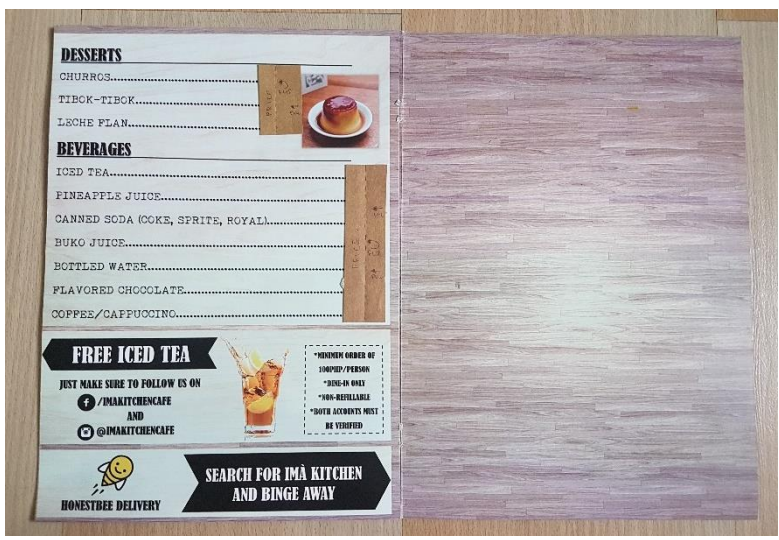 DESSERTS
CHURROS
TIBOK-TIBOK
LECHE FLAN
BEVERAGES
ICED TEA
PINEAPPLE JUICE
CANNED SODA (COKE, SPRITE, ROYAL)
BUKO JUICE
BOTTLED WATER
FLAVORED CHOCOLATE
COFFEE/CAPPUCCINO
FREE ICED TEA
JUST MAKE SURE TO FOLLOW US ON
/IMAKITCHENCAFE
AND
@IMAKITCHENCAFE
*MINIMUM ORDER OF
100PHP/PERSON
*DINE-IN ONLY
*NON-REFILLABLE
*BOTH ACCOUNTS MUST
BE VERIFIED
HONESTBEE DELIVERY
SEARCH FOR IMÀ KITCHEN
AND BINGE AWAY